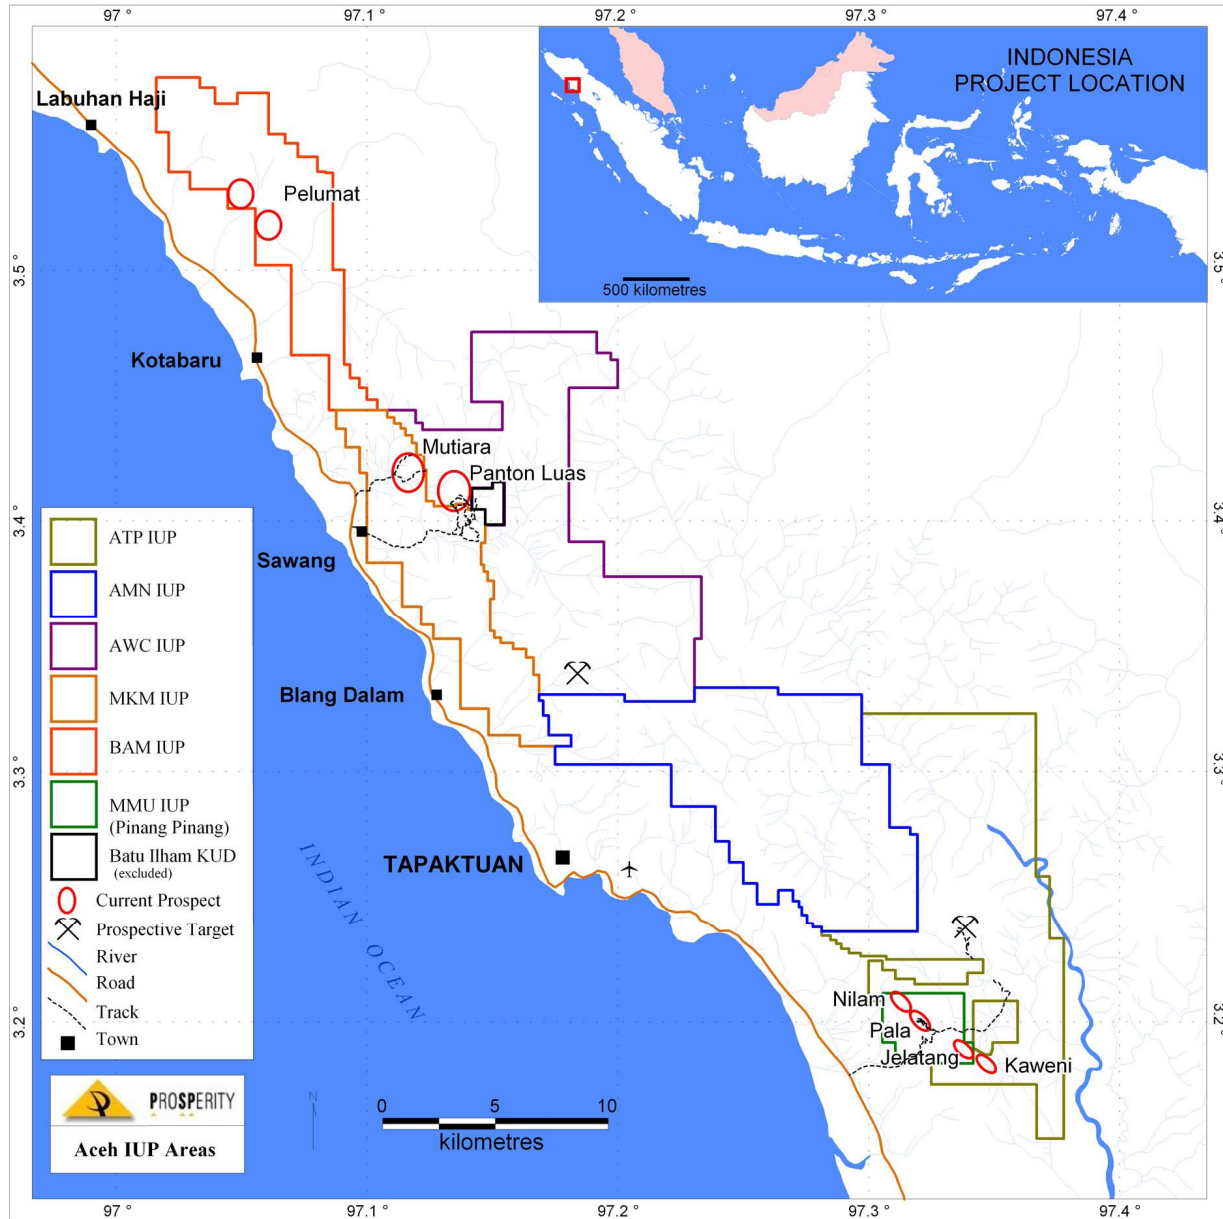 97 °
97.1 °
97.2 °
97.3 °
97.4 °
INDONESIA
PROJECT LOCATION
500 kilometres
Labuhan Haji
Pelumat
3.5 °
3.5 °
Kotabaru
Mutiara
Panton Luas
3.4 °
3.4 °
Sawang
Blang Dalam
3.3 °
3.3 °
TAPAKTUAN
INDIAN OCEAN
Nilam
Pala
Jelatang
Kaweni
3.2 °
3.2 °
ATP IUP
AMN IUP
AWC IUP
MKM IUP
BAM IUP
MMU IUP
(Pinang Pinang)
Batu Ilham KUD
(excluded)
Current Prospect
Prospective Target
River
Road
Track
Town
PROSPERITY
Aceh IUP Areas
N
0 5 10
kilometres
97 °
97.1 °
97.2 °
97.3 °
97.4 °